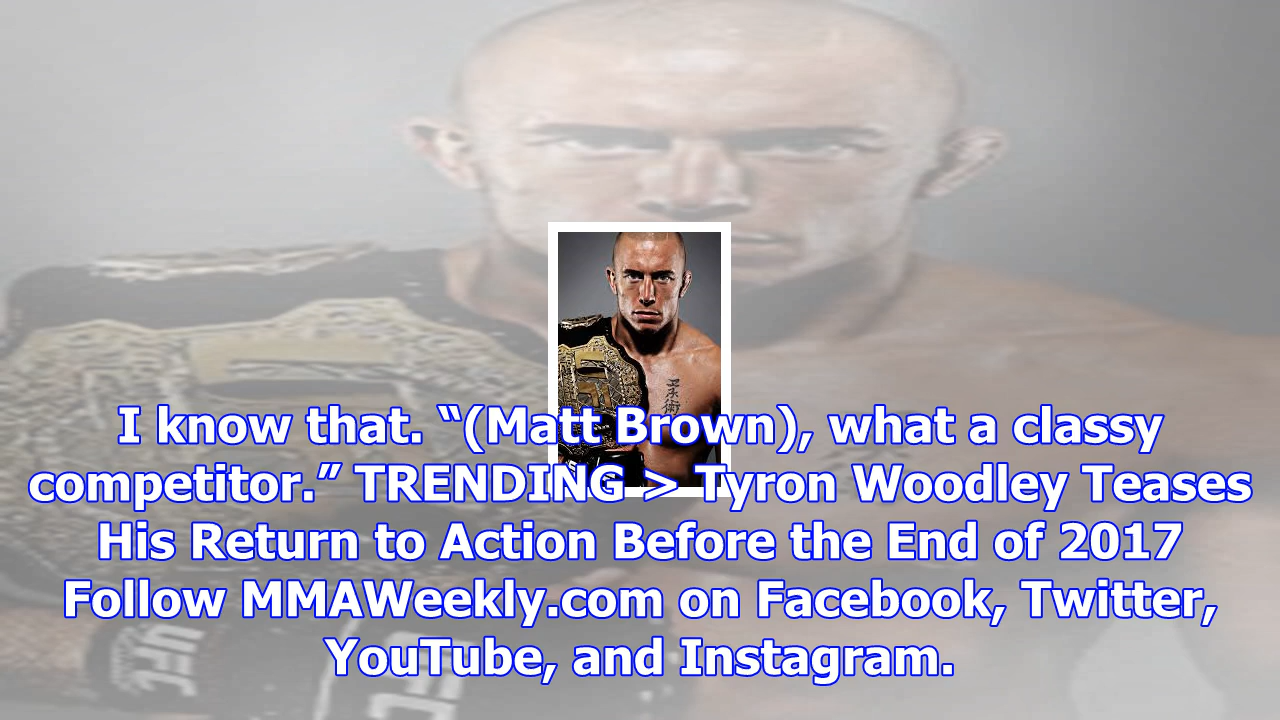 I know that. “(Matt Brown), what a classy
competitor.” TRENDING > Tyron Woodley Teases
His Return to Action Before the End of 2017
Follow MMAWeekly.com on Facebook, Twitter,
YouTube, and Instagram.
UFC